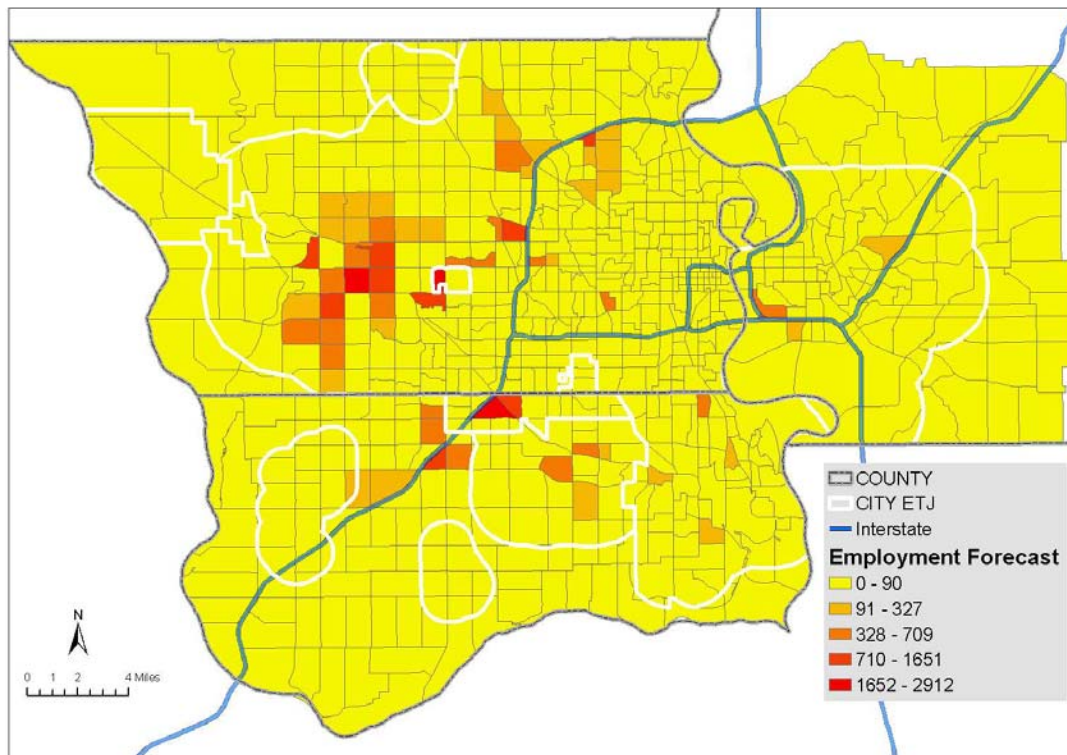 N
0 1 2 4 Miles
COUNTY
CITY ETJ
Interstate
Employment Forecast
0 - 90
91 - 327
328 - 709
710 - 1651
1652 - 2912